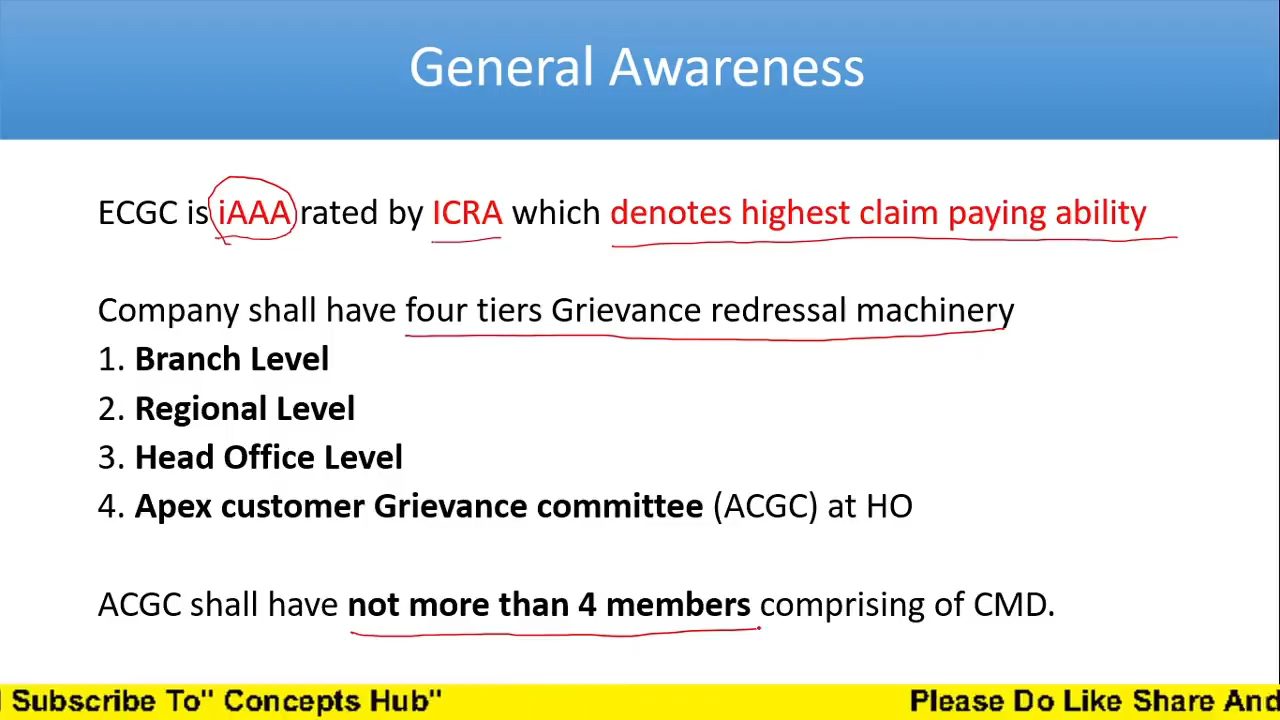 General Awareness
ECGC is iAAA rated by ICRA which denotes highest claim paying ability
Company shall have four tiers Grievance redressal machinery
1. Branch Level
2. Regional Level
3. Head Office Level
4. Apex customer Grievance committee (ACGC) at HO
ACGC shall have not more than 4 members comprising of CMD.
Subscribe To" Concepts Hub" Please Do Like Share And